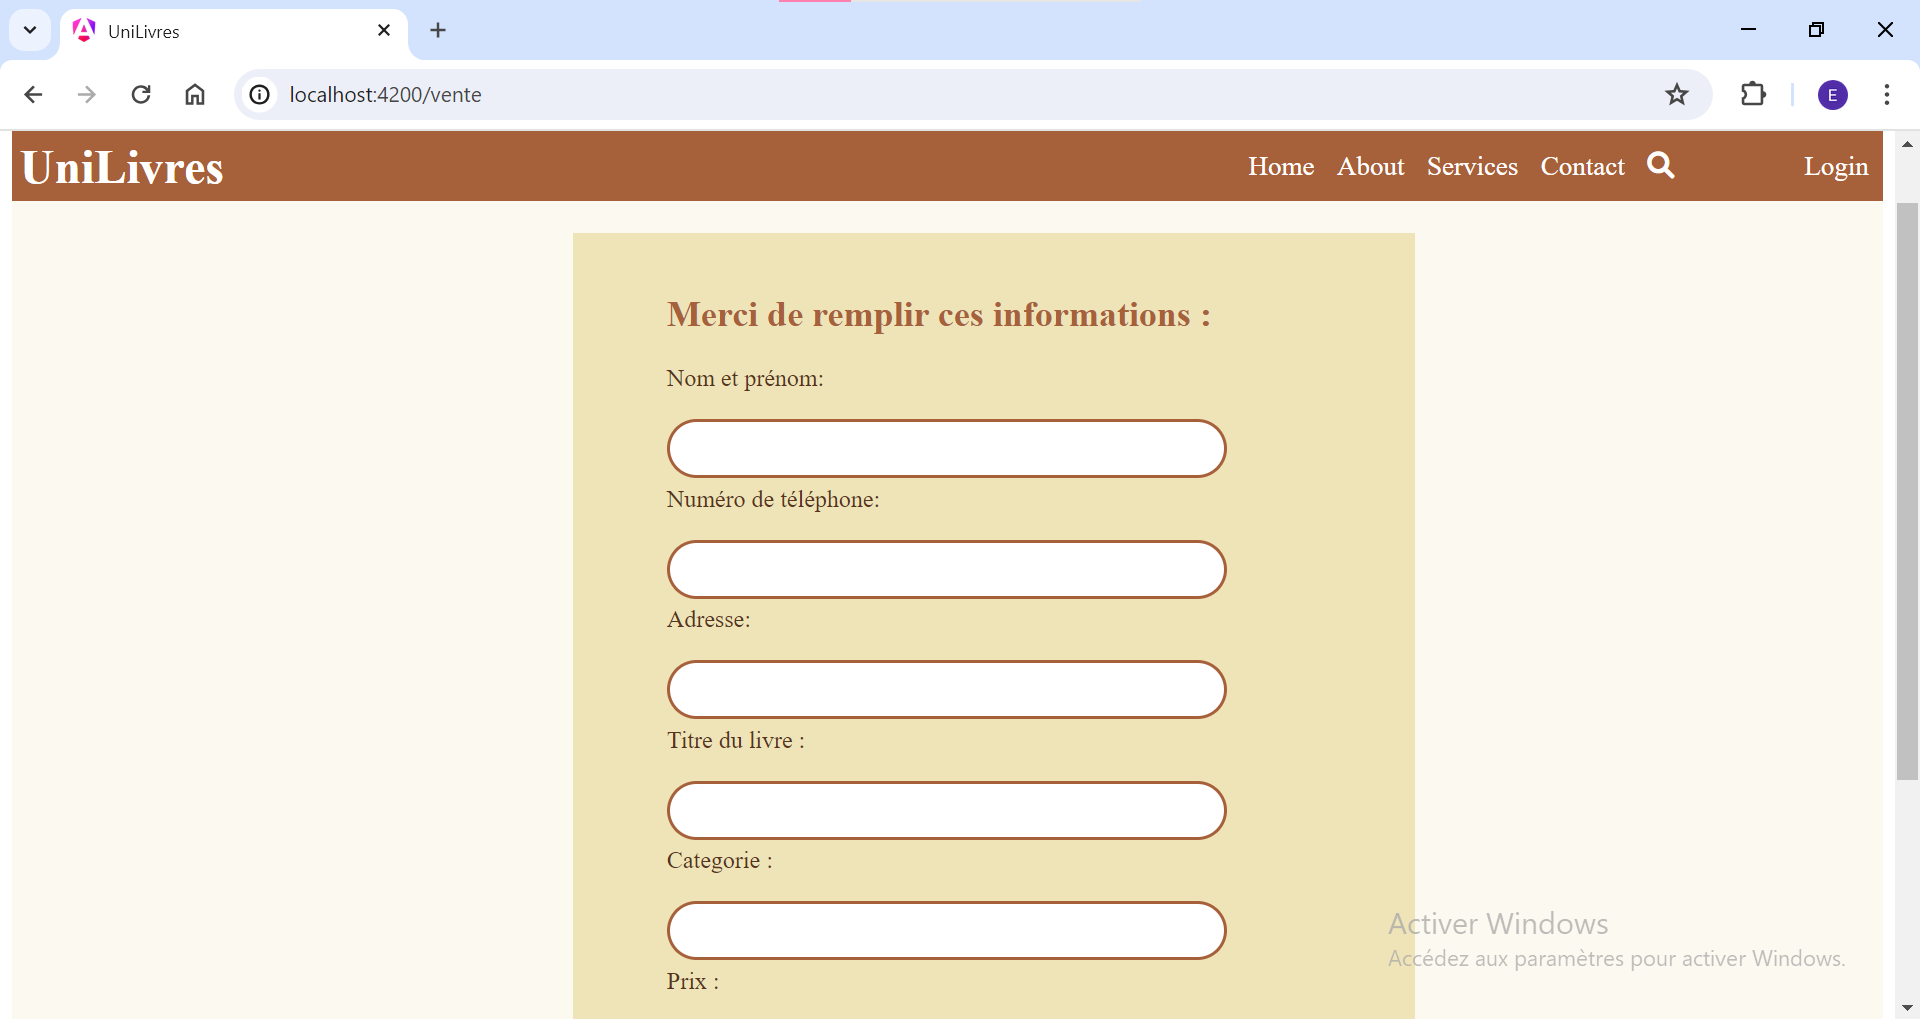 UniLivres
localhost:4200/vente
E
UniLivres
Home About Services Contact Login
Merci de remplir ces informations :
Nom et prénom:
Numéro de téléphone:
Adresse:
Titre du livre :
Categorie :
Prix :
Activer Windows
Accédez aux paramètres pour activer Windows.